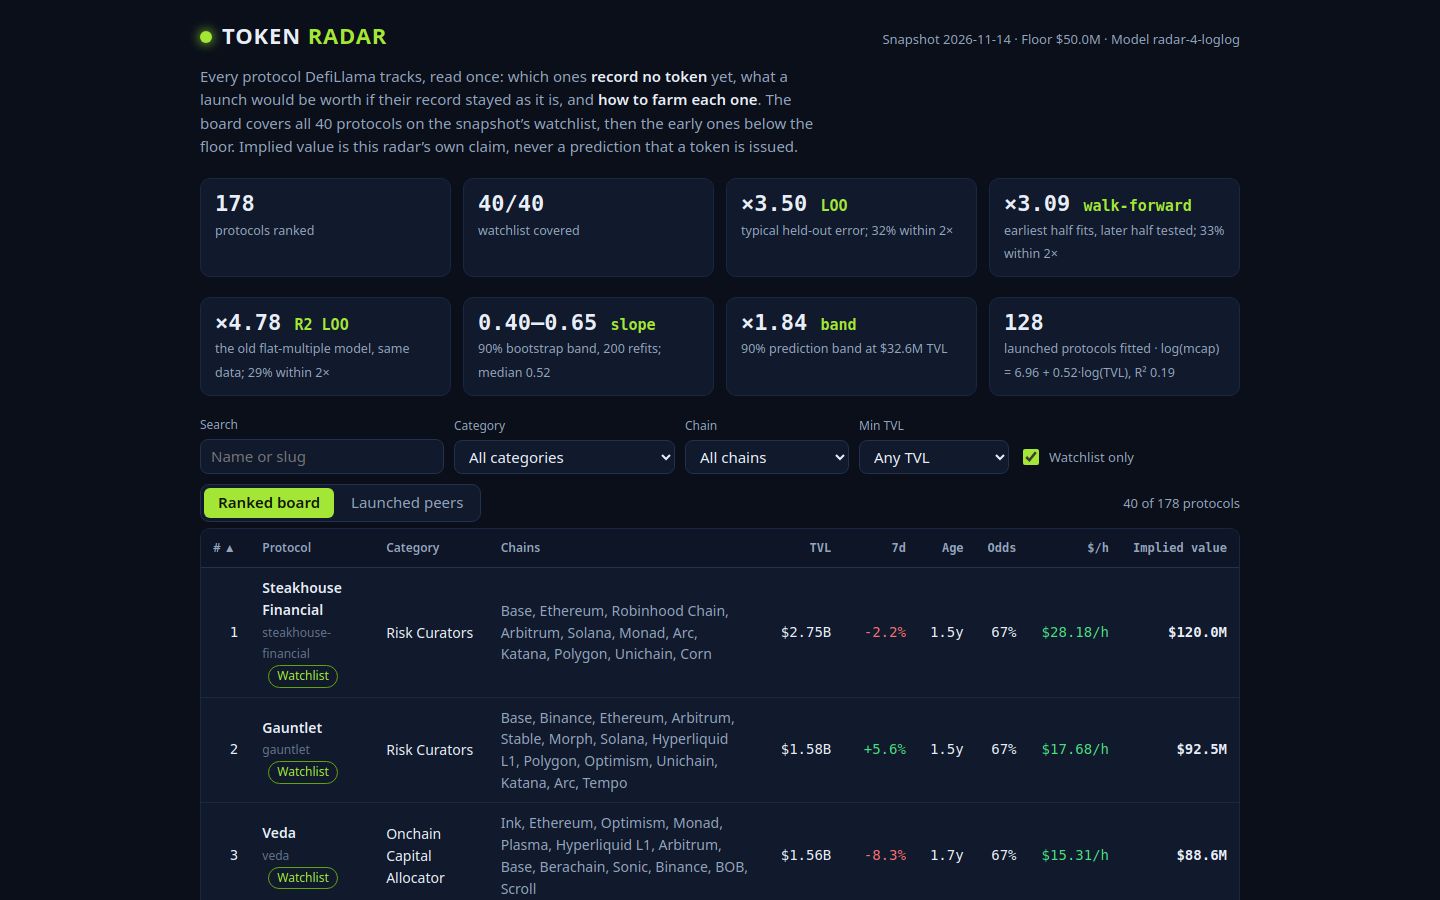 TOKEN RADAR
Snapshot 2026-11-14 · Floor $50.0M · Model radar-4-loglog
Every protocol DefiLlama tracks, read once: which ones record no token yet, what a
launch would be worth if their record stayed as it is, and how to farm each one. The
board covers all 40 protocols on the snapshot’s watchlist, then the early ones below the
floor. Implied value is this radar’s own claim, never a prediction that a token is issued.
178
protocols ranked
40/40
watchlist covered
×3.50 LOO
typical held-out error; 32% within 2×
×3.09 walk-forward
earliest half fits, later half tested; 33%
within 2×
×4.78 R2 LOO
the old flat-multiple model, same
data; 29% within 2×
0.40–0.65 slope
90% bootstrap band, 200 refits;
median 0.52
×1.84 band
90% prediction band at $32.6M TVL
128
launched protocols fitted · log(mcap)
= 6.96 + 0.52·log(TVL), R² 0.19
Search
Category
Chain
Min TVL
Name or slug
All categories
All chains
Any TVL
Watchlist only
Ranked board
Launched peers
40 of 178 protocols
# ▲ Protocol Category Chains TVL 7d Age Odds $/h Implied value
Steakhouse
Financial
steakhouse-
financial
Watchlist
1
Risk Curators
Base, Ethereum, Robinhood Chain,
Arbitrum, Solana, Monad, Arc,
Katana, Polygon, Unichain, Corn
$2.75B -2.2% 1.5y 67% $28.18/h $120.0M
2
Gauntlet
gauntlet
Watchlist
Risk Curators
Base, Binance, Ethereum, Arbitrum,
Stable, Morph, Solana, Hyperliquid
L1, Polygon, Optimism, Unichain,
Katana, Arc, Tempo
$1.58B +5.6% 1.5y 67% $17.68/h $92.5M
3
Veda
veda
Watchlist
Onchain
Capital
Allocator
Ink, Ethereum, Optimism, Monad,
Plasma, Hyperliquid L1, Arbitrum,
Base, Berachain, Sonic, Binance, BOB,
Scroll
$1.56B -8.3% 1.7y 67% $15.31/h $88.6M